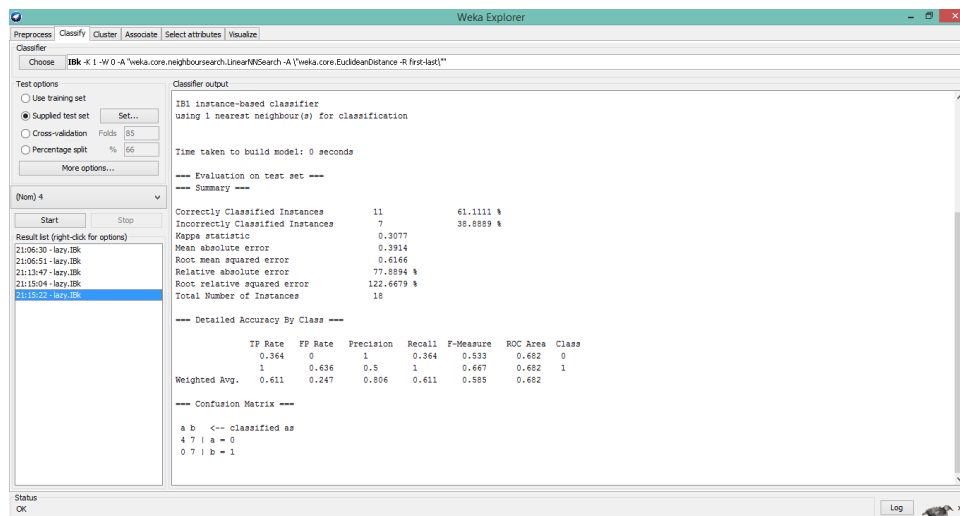 Weka Explorer
Preprocess Classify Cluster Associate Select attributes Visualize
Classifier
Choose IBk -K 1 -W 0 -A "weka.core.neighboursearch.LinearNNSearch -A \"weka.core.EuclideanDistance -R first-last\""
Test options
Use training set
Supplied test set Set...
Cross-validation Folds 85
Percentage split % 66
More options...
(Nom) 4
Start Stop
Result list (right-click for options)
21:06:30 - lazy.IBk
21:06:51 - lazy.IBk
21:13:47 - lazy.IBk
21:15:04 - lazy.IBk
21:15:22 - lazy.IBk
Classifier output
IB1 instance-based classifier
using 1 nearest neighbour(s) for classification
Time taken to build model: 0 seconds
=== Evaluation on test set ===
=== Summary ===
Correctly Classified Instances 11 61.1111 %
Incorrectly Classified Instances 7 38.8889 %
Kappa statistic 0.3077
Mean absolute error 0.3914
Root mean squared error 0.6166
Relative absolute error 77.8894 %
Root relative squared error 122.6679 %
Total Number of Instances 18
=== Detailed Accuracy By Class ===
TP Rate FP Rate Precision Recall F-Measure ROC Area Class
0.364 0 1 0.364 0.533 0.682 0
1 0.636 0.5 1 0.667 0.682 1
Weighted Avg. 0.611 0.247 0.806 0.611 0.585 0.682
=== Confusion Matrix ===
a b <-- classified as
4 7 | a = 0
0 7 | b = 1
Status
OK
Log
x